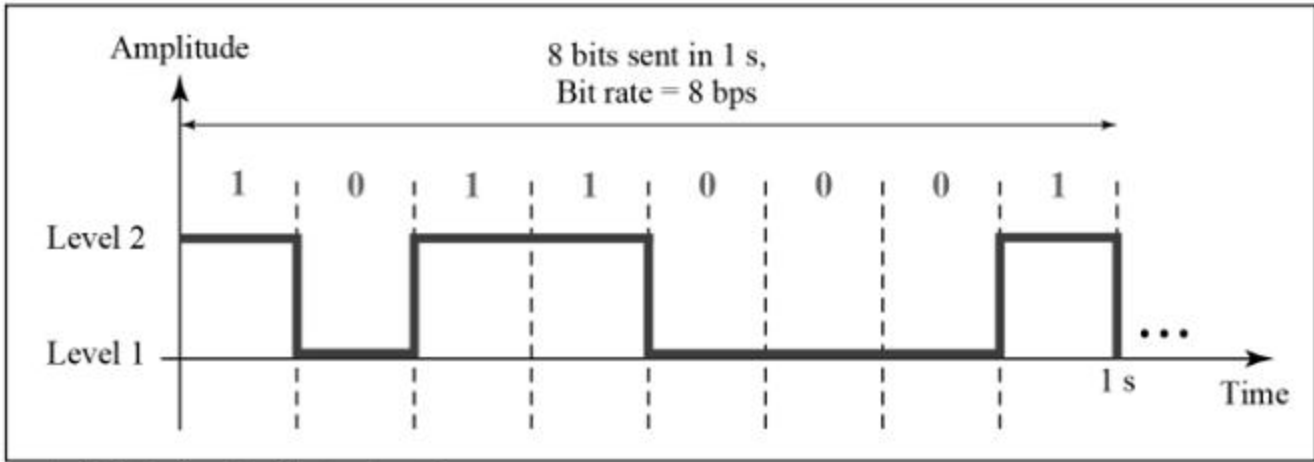 Amplitude
8 bits sent in 1 s,
Bit rate = 8 bps
1 0 1 1 0 0 0 1
Level 2
Level 1
...
1 s
Time